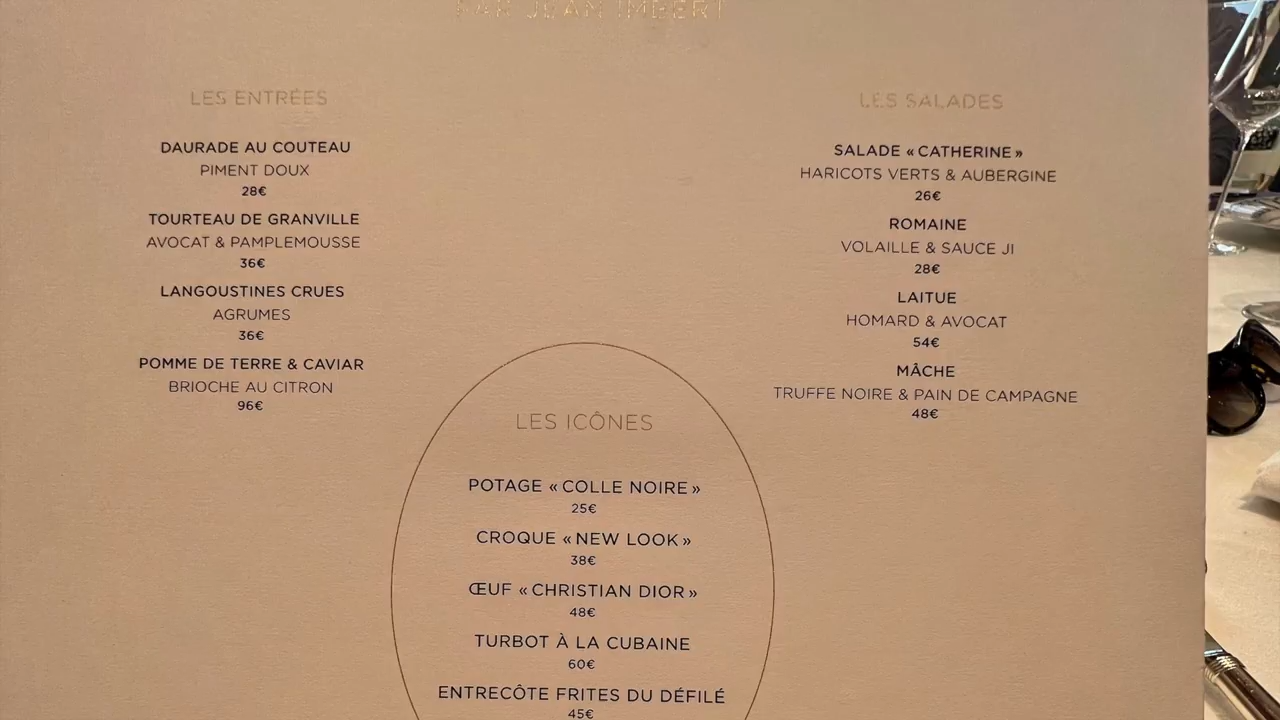 PAR JEAN IMBERT
LES ENTRÉES
DAURADE AU COUTEAU
PIMENT DOUX
28€
TOURTEAU DE GRANVILLE
AVOCAT & PAMPLEMOUSSE
36€
LANGOUSTINES CRUES
AGRUMES
36€
POMME DE TERRE & CAVIAR
BRIOCHE AU CITRON
96€
LES SALADES
SALADE « CATHERINE »
HARICOTS VERTS & AUBERGINE
26€
ROMAINE
VOLAILLE & SAUCE JI
28€
LAITUE
HOMARD & AVOCAT
54€
MÂCHE
TRUFFE NOIRE & PAIN DE CAMPAGNE
48€
LES ICÔNES
POTAGE « COLLE NOIRE »
25€
CROQUE « NEW LOOK »
38€
ŒUF « CHRISTIAN DIOR »
48€
TURBOT À LA CUBAINE
60€
ENTRECÔTE FRITES DU DÉFILÉ
45€